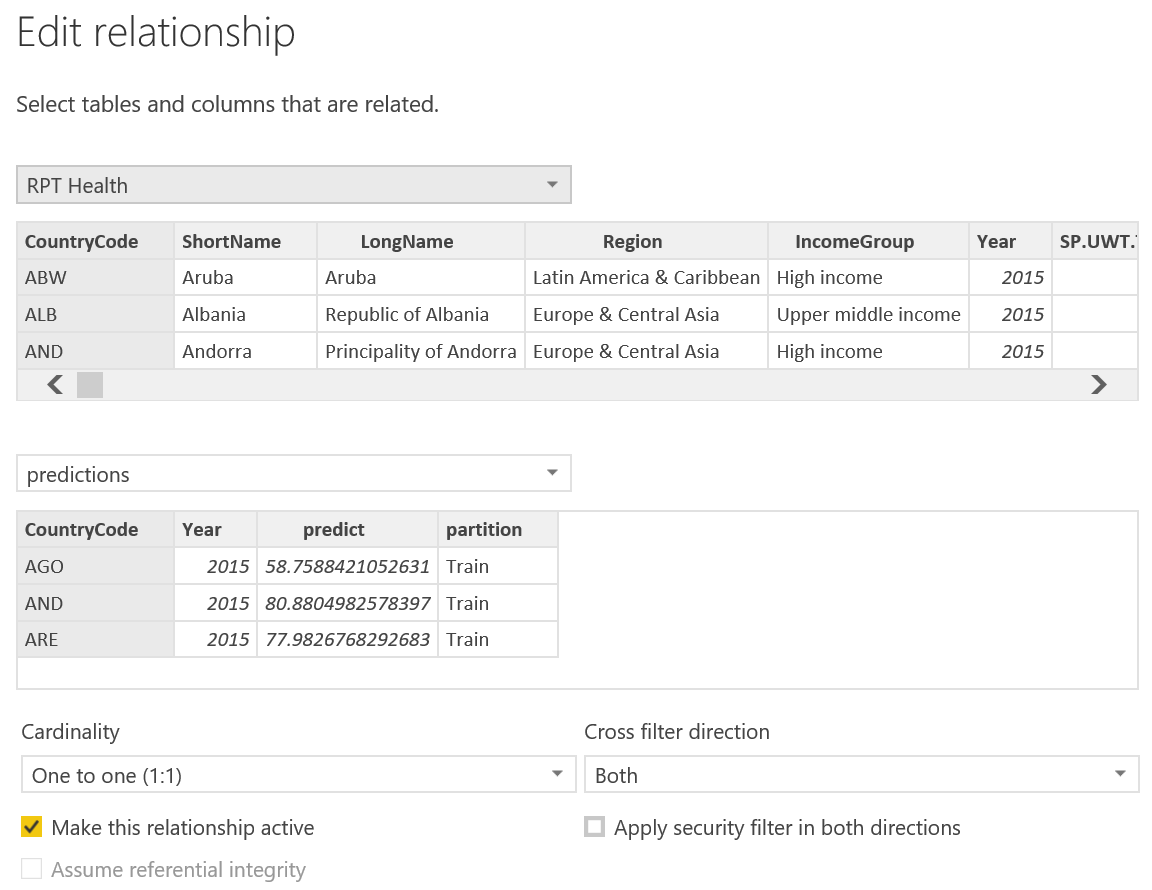 Edit relationship
Select tables and columns that are related.
RPT Health
CountryCode ShortName LongName Region IncomeGroup Year SP.UWT.
ABW Aruba Aruba Latin America & Caribbean High income 2015
ALB Albania Republic of Albania Europe & Central Asia Upper middle income 2015
AND Andorra Principality of Andorra Europe & Central Asia High income 2015
predictions
CountryCode Year predict partition
AGO 2015 58.7588421052631 Train
AND 2015 80.8804982578397 Train
ARE 2015 77.9826768292683 Train
Cardinality Cross filter direction
One to one (1:1) Both
Make this relationship active Apply security filter in both directions
Assume referential integrity